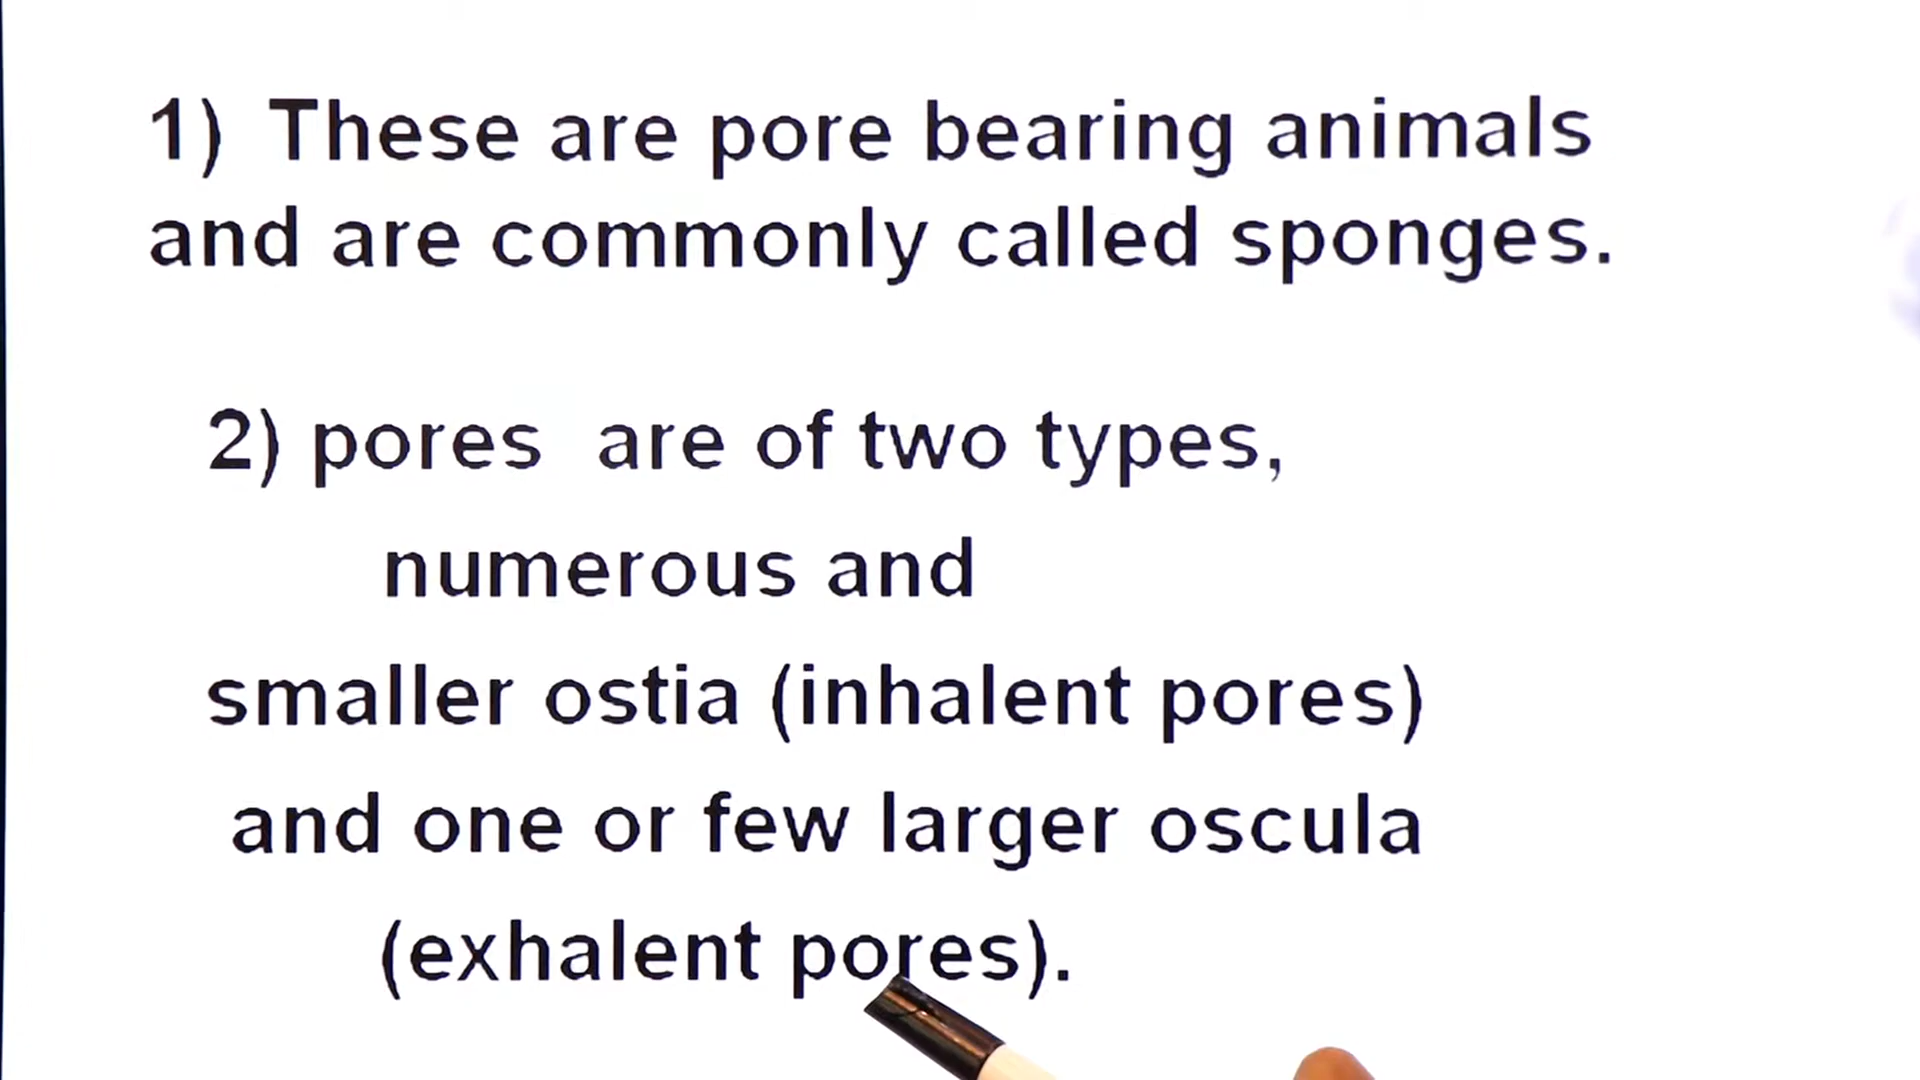 1) These are pore bearing animals
and are commonly called sponges.
2) pores are of two types,
numerous and
smaller ostia (inhalent pores)
and one or few larger oscula
(exhalent pores).